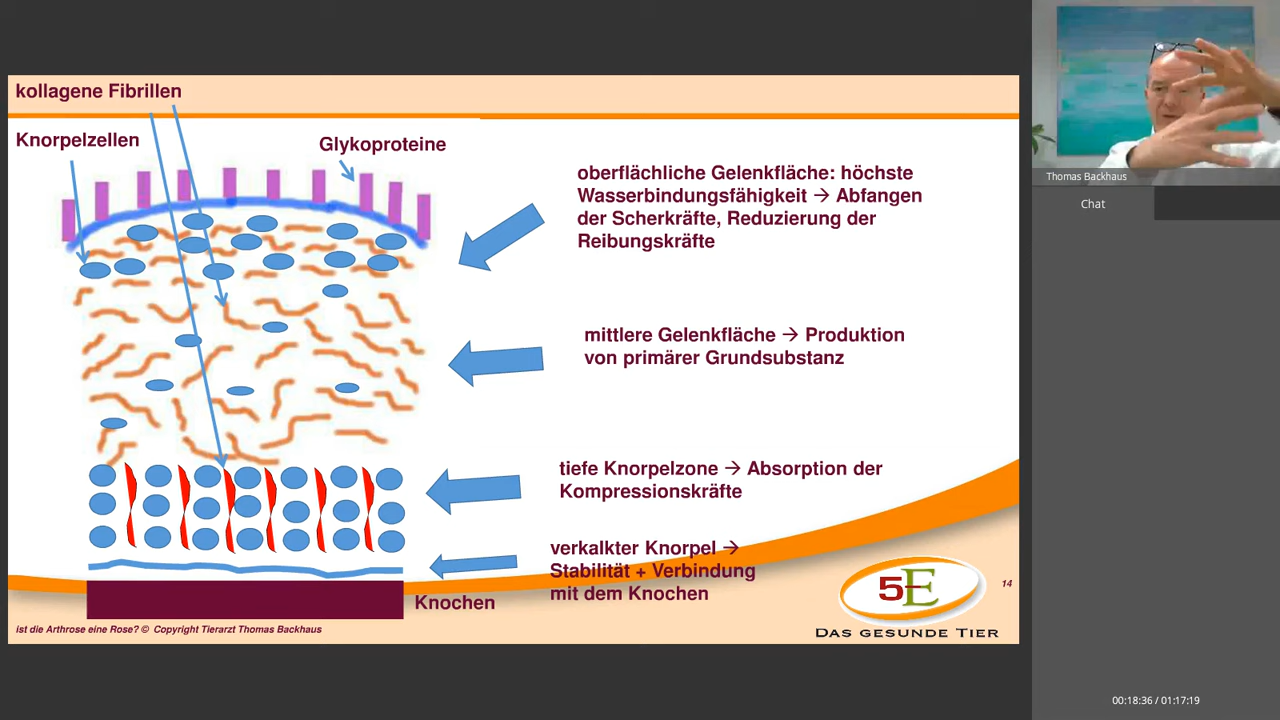 kollagene Fibrillen
Knorpelzellen
Glykoproteine
oberflächliche Gelenkfläche: höchste
Wasserbindungsfähigkeit → Abfangen
der Scherkräfte, Reduzierung der
Reibungskräfte
mittlere Gelenkfläche → Produktion
von primärer Grundsubstanz
tiefe Knorpelzone → Absorption der
Kompressionskräfte
verkalkter Knorpel →
Stabilität + Verbindung
mit dem Knochen
Knochen
ist die Arthrose eine Rose? © Copyright Tierarzt Thomas Backhaus
5E
DAS GESUNDE TIER
14
Thomas Backhaus
Chat
00:18:36 / 01:17:19